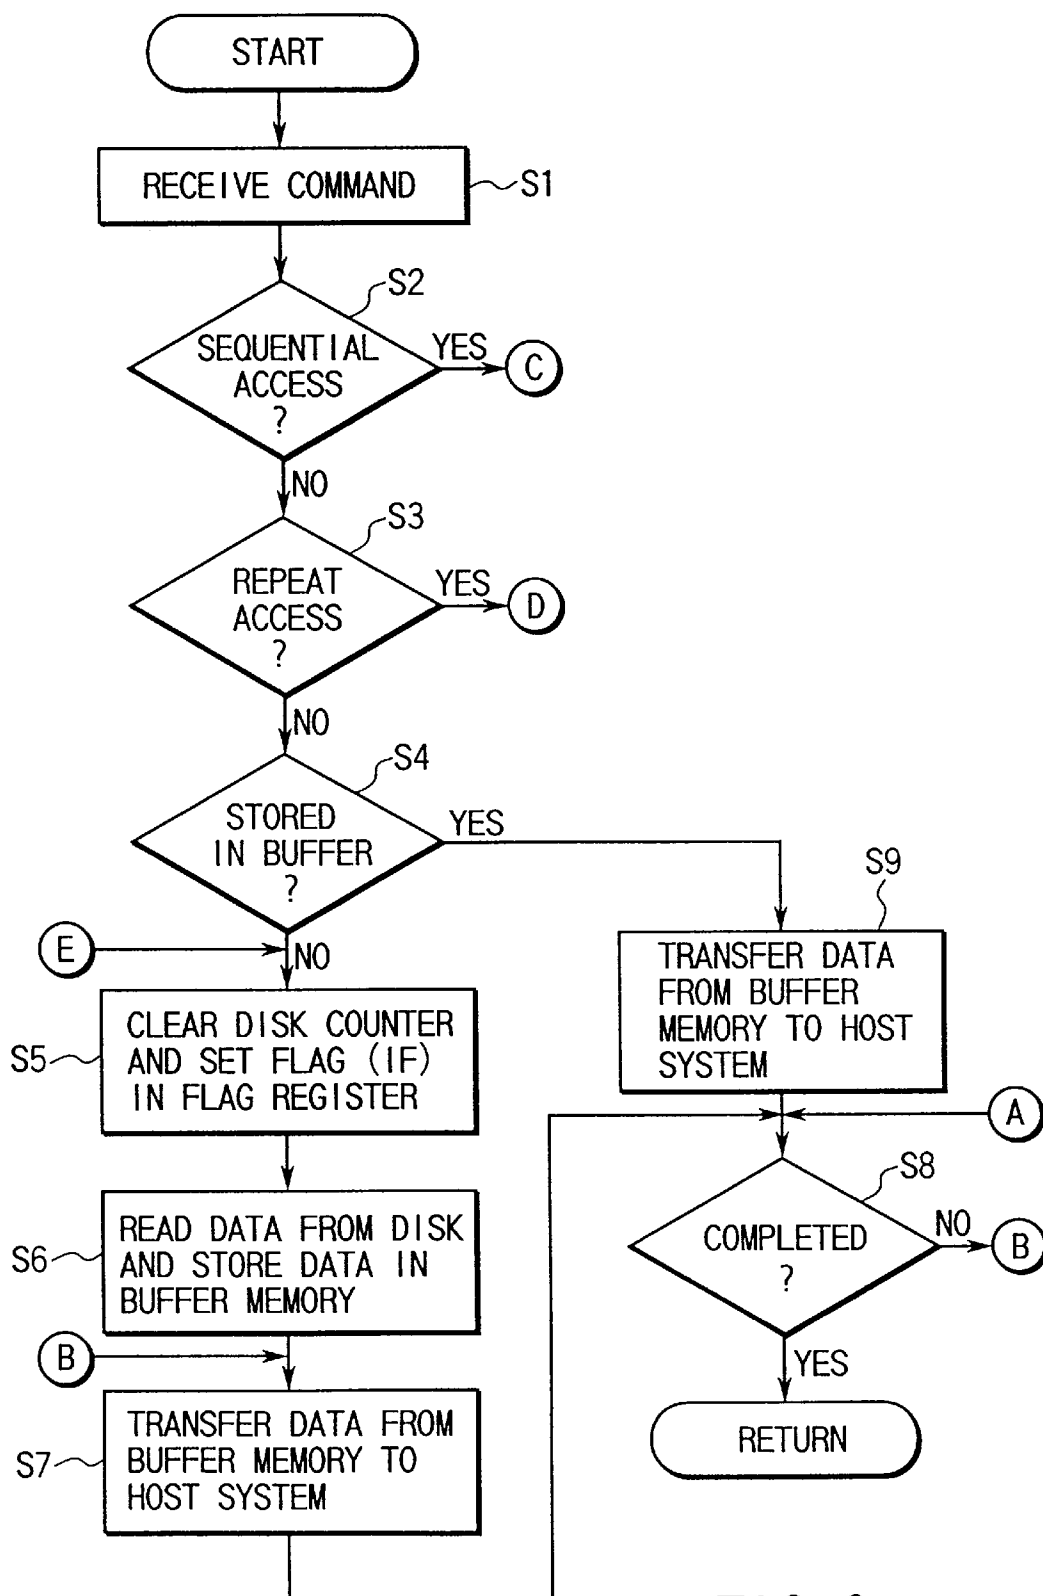 START
RECEIVE COMMAND
S1
S2
SEQUENTIAL
ACCESS
?
YES
C
NO
S3
REPEAT
ACCESS
?
YES
D
NO
S4
STORED
IN BUFFER
?
YES
E
NO
S5
CLEAR DISK COUNTER
AND SET FLAG (IF)
IN FLAG REGISTER
S6
READ DATA FROM DISK
AND STORE DATA IN
BUFFER MEMORY
B
S7
TRANSFER DATA FROM
BUFFER MEMORY TO
HOST SYSTEM
S9
TRANSFER DATA
FROM BUFFER
MEMORY TO HOST
SYSTEM
A
S8
COMPLETED
?
NO
B
YES
RETURN